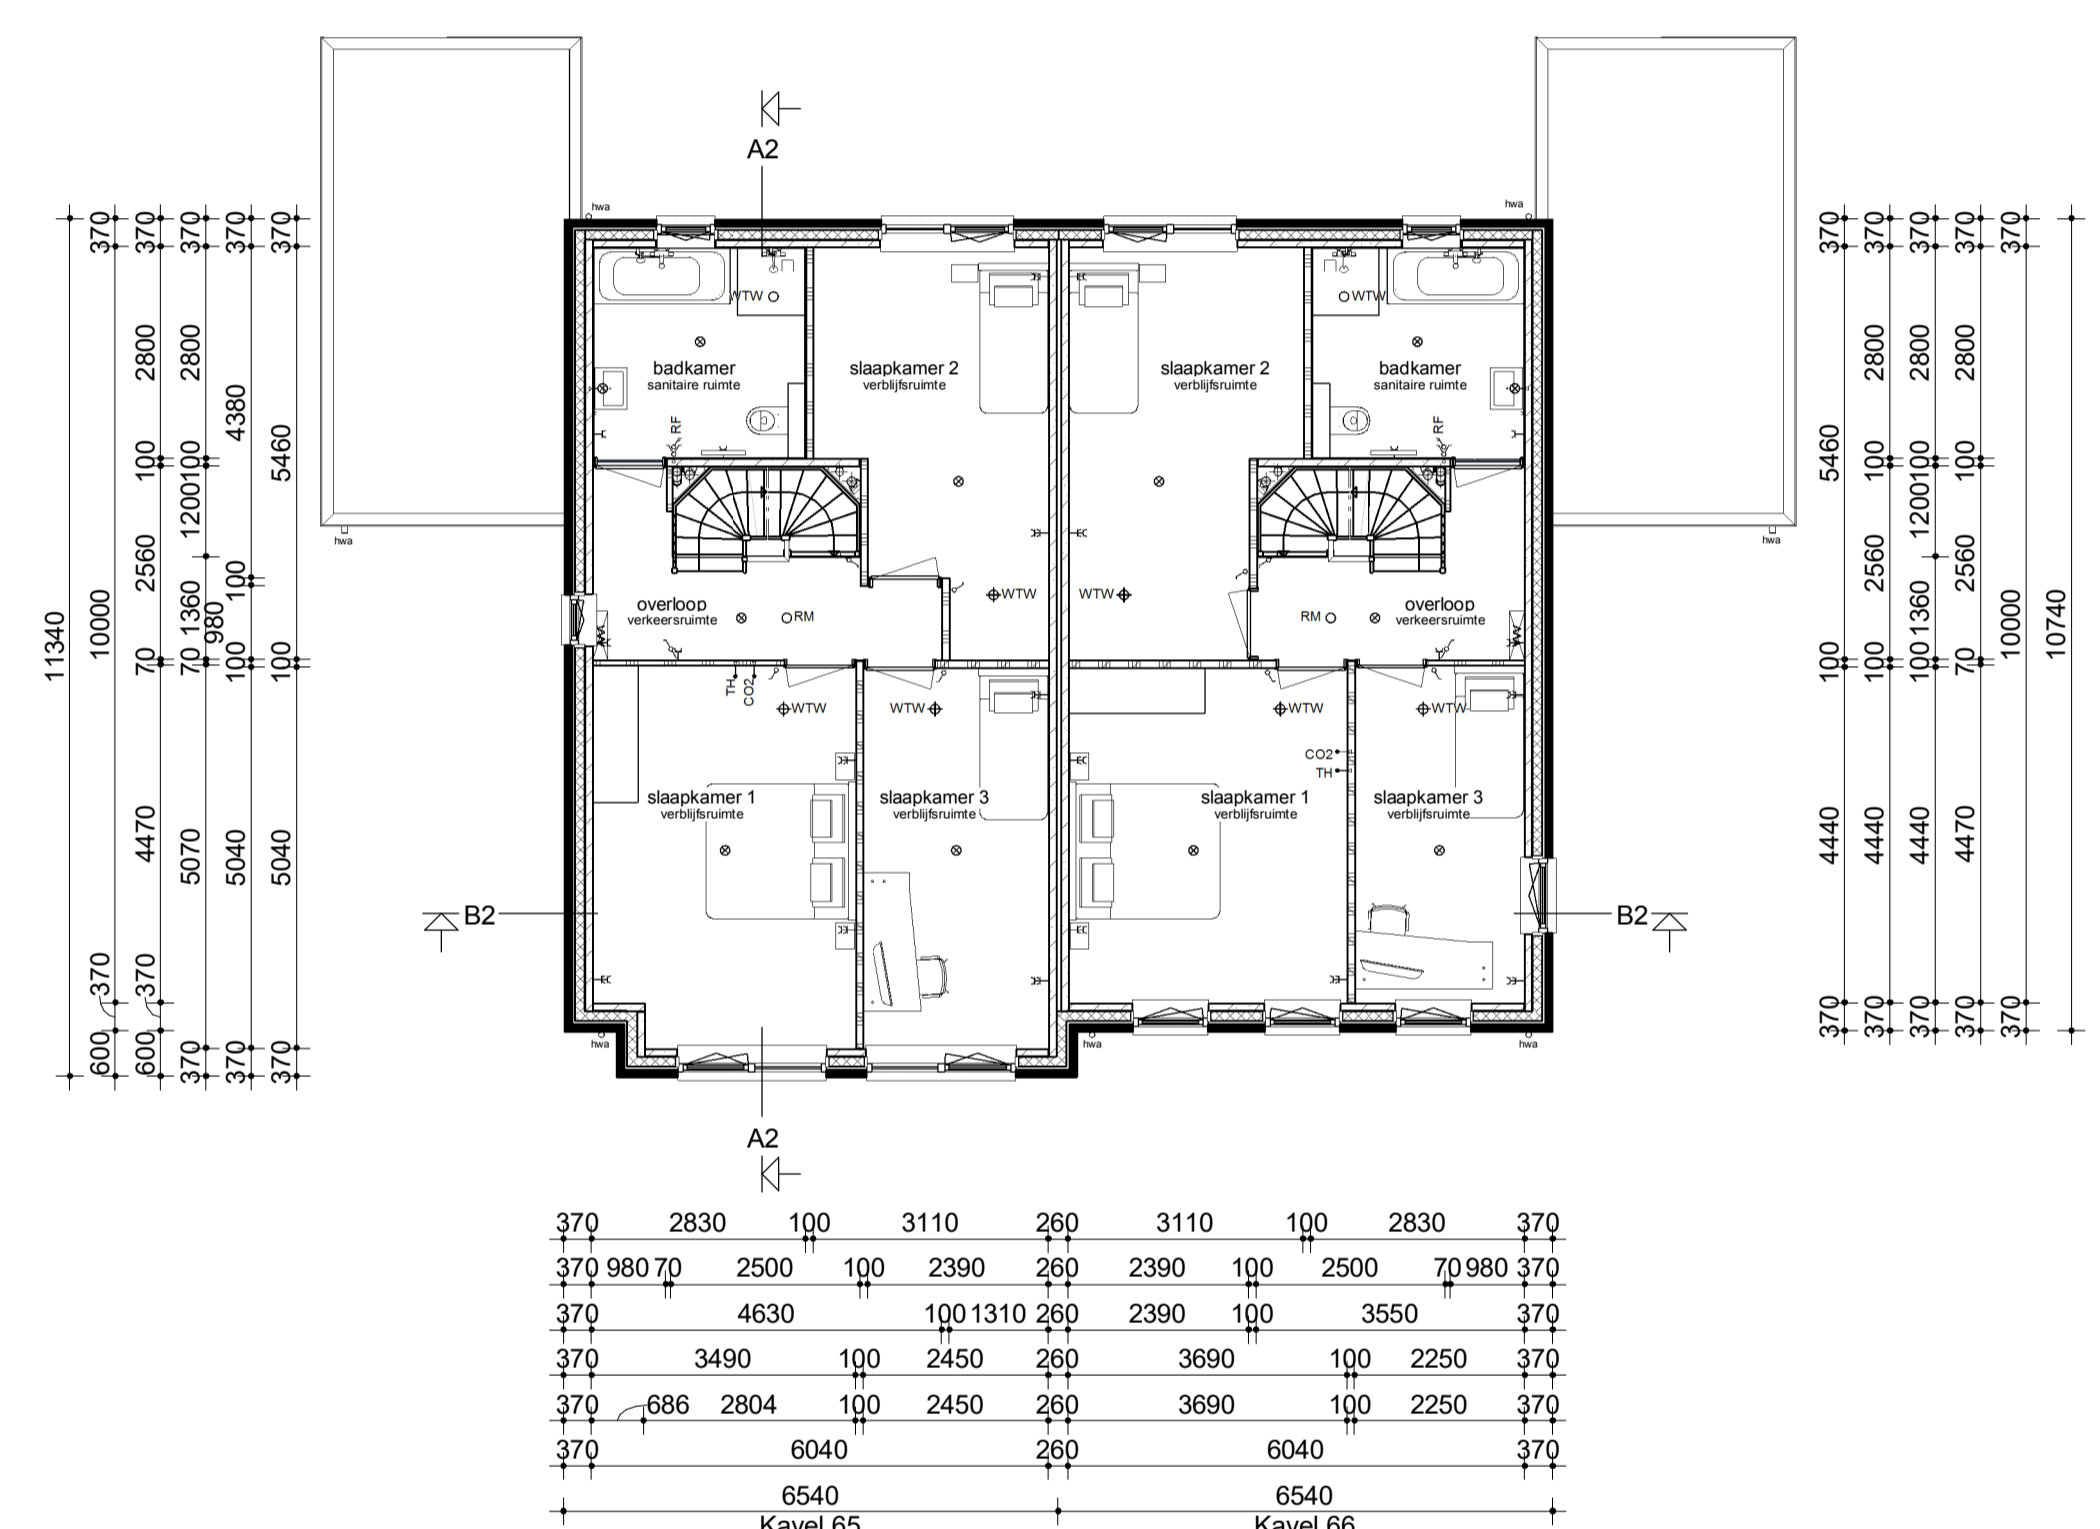 A2
hwa
hwa
370 370 370 370 370
370 370 370 370 370
WTW
WTW
2800 2800 4380 5460
badkamer
sanitaire ruimte
slaapkamer 2
verblijfsruimte
slaapkamer 2
verblijfsruimte
badkamer
sanitaire ruimte
5460 2800 2800 2800
RF
RF
100 100
100 100 100
1200
1200
hwa
hwa
11340 10000 2560 1360 980 100
2560 1360 2560 10000 10740
WTW
WTW
overloop
verkeersruimte
RM
RM
overloop
verkeersruimte
70 70 100 100
100 100 100 70
TH
CO2
WTW
WTW
WTW
WTW
CO2
TH
slaapkamer 1
verblijfsruimte
slaapkamer 3
verblijfsruimte
slaapkamer 1
verblijfsruimte
slaapkamer 3
verblijfsruimte
4470 5070 5040 5040
4440 4440 4440 4470
B2
B2
370 370
370 370 370 370 370
hwa
hwa
hwa
600 600 370 370 370
A2
370 2830 100 3110 260 3110 100 2830 370
370 980 70 2500 100 2390 260 2390 100 2500 70 980 370
370 4630 100 1310 260 2390 100 3550 370
370 3490 100 2450 260 3690 100 2250 370
370 686 2804 100 2450 260 3690 100 2250 370
370 6040 260 6040 370
6540 6540
Kavel 65 Kavel 66